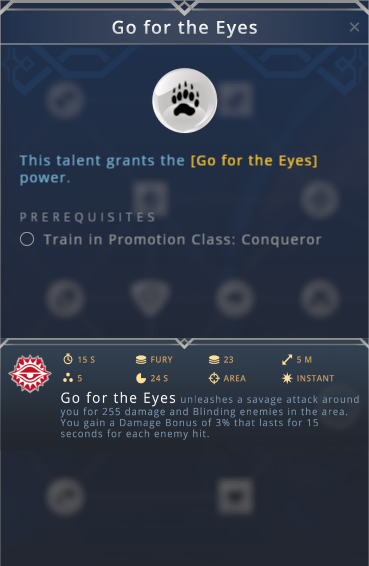 Go for the Eyes
×
This talent grants the [Go for the Eyes]
power.
PREREQUISITES
Train in Promotion Class: Conqueror
15 S FURY 23 5 M
5 24 S AREA INSTANT
Go for the Eyes unleashes a savage attack around
you for 255 damage and Blinding enemies in the area.
You gain a Damage Bonus of 3% that lasts for 15
seconds for each enemy hit.